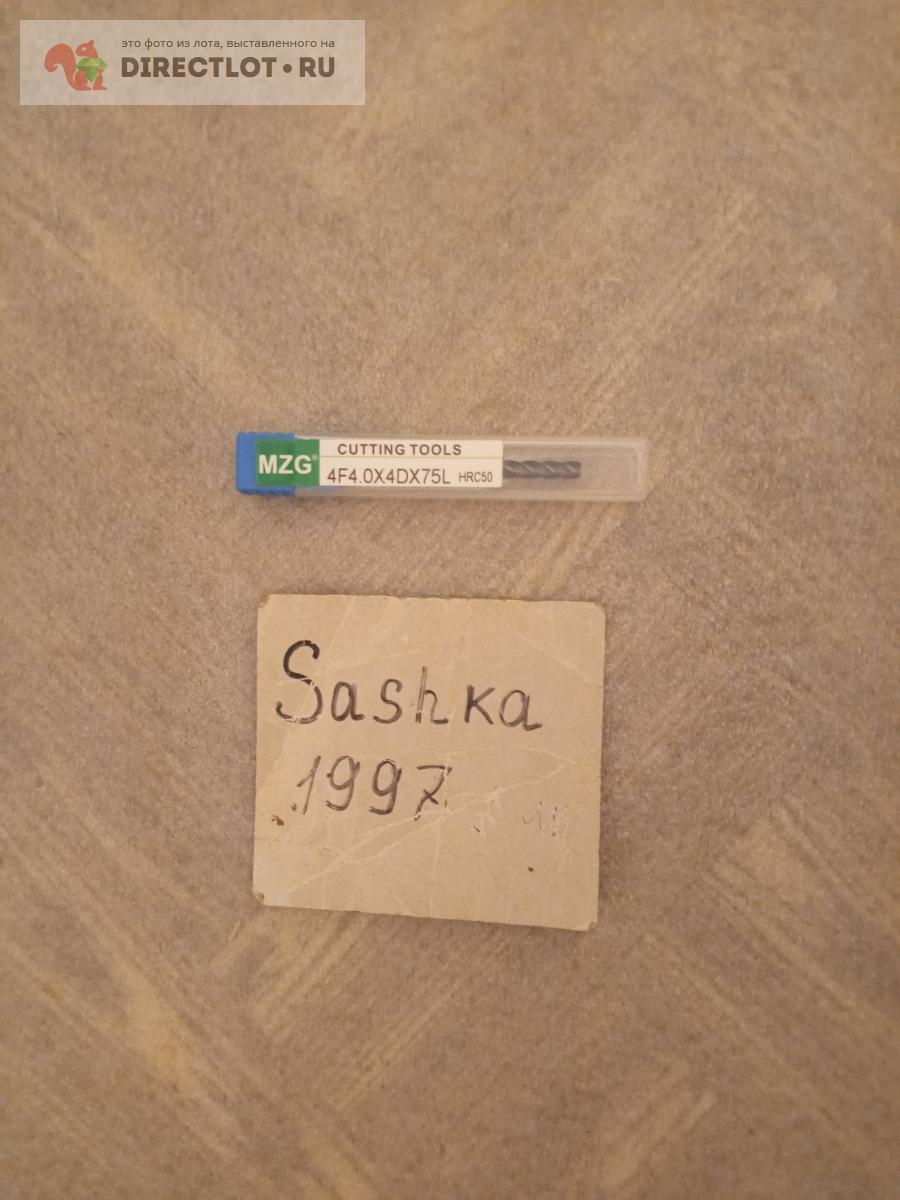 это фото из лота, выставленного на
DIRECTLOT•RU
MZG®
CUTTING TOOLS
4F4.0X4DX75L HRC50
Sashka
1997